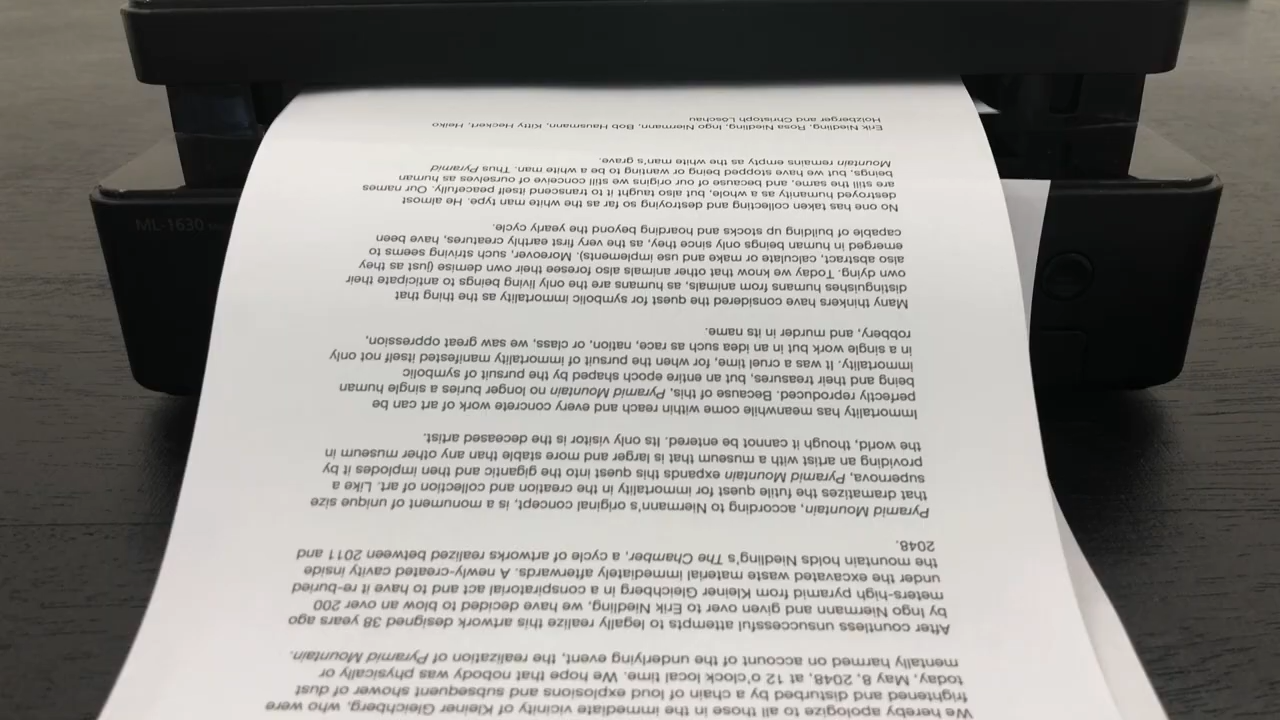 We hereby apologize to all those in the immediate vicinity of Kleiner Gleichberg, who were
frightened and disturbed by a chain of loud explosions and subsequent shower of dust
today, May 8, 2048, at 12 o'clock local time. We hope that nobody was physically or
mentally harmed on account of the underlying event, the realization of Pyramid Mountain.
After countless unsuccessful attempts to legally realize this artwork designed 38 years ago
by Ingo Niermann and given over to Erik Niedling, we have decided to blow an over 200
meters-high pyramid from Kleiner Gleichberg in a conspiratorial act and to have it re-buried
under the excavated waste material immediately afterwards. A newly-created cavity inside
the mountain holds Niedling's The Chamber, a cycle of artworks realized between 2011 and
2048.
Pyramid Mountain, according to Niermann's original concept, is a monument of unique size
that dramatizes the futile quest for immortality in the creation and collection of art. Like a
supernova, Pyramid Mountain expands this quest into the gigantic and then implodes it by
providing an artist with a museum that is larger and more stable than any other museum in
the world, though it cannot be entered. Its only visitor is the deceased artist.
Immortality has meanwhile come within reach and every concrete work of art can be
perfectly reproduced. Because of this, Pyramid Mountain no longer buries a single human
being and their treasures, but an entire epoch shaped by the pursuit of symbolic
immortality. It was a cruel time, for when the pursuit of immortality manifested itself not only
in a single work but in an idea such as race, nation, or class, we saw great oppression,
robbery, and murder in its name.
Many thinkers have considered the quest for symbolic immortality as the thing that
distinguishes humans from animals, as humans are the only living beings to anticipate their
own dying. Today we know that other animals also foresee their own demise (just as they
also abstract, calculate or make and use implements). Moreover, such striving seems to
emerged in human beings only since they, as the very first earthly creatures, have been
capable of building up stocks and hoarding beyond the yearly cycle.
No one has taken collecting and destroying so far as the white man type. He almost
destroyed humanity as a whole, but also taught it to transcend itself peacefully. Our names
are still the same, and because of our origins we still conceive of ourselves as human
beings, but we have stopped being or wanting to be a white man. Thus Pyramid
Mountain remains empty as the white man's grave.
Erik Niedling, Rosa Niedling, Ingo Niermann, Bob Hausmann, Kitty Heckert, Heiko
Holzberger and Christoph Löschau
ML-1630